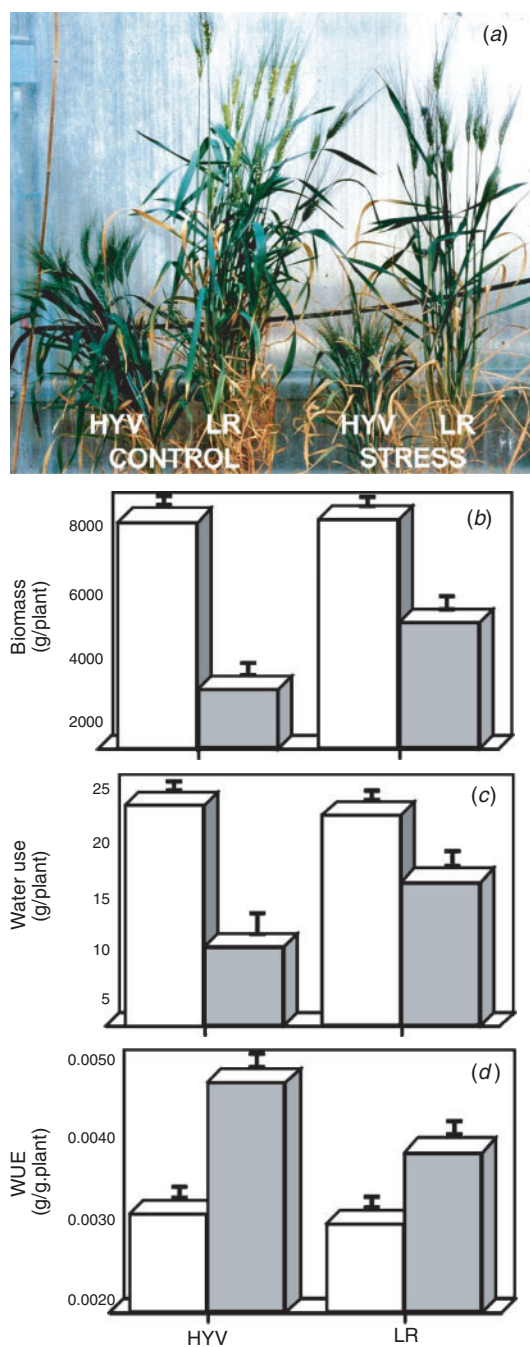 (a)
HYV LR HYV LR
CONTROL STRESS
(b)
Biomass
(g/plant)
8000
6000
4000
2000
(c)
Water use
(g/plant)
25
20
15
10
5
(d)
WUE
(g/g.plant)
0.0050
0.0040
0.0030
0.0020
HYV LR